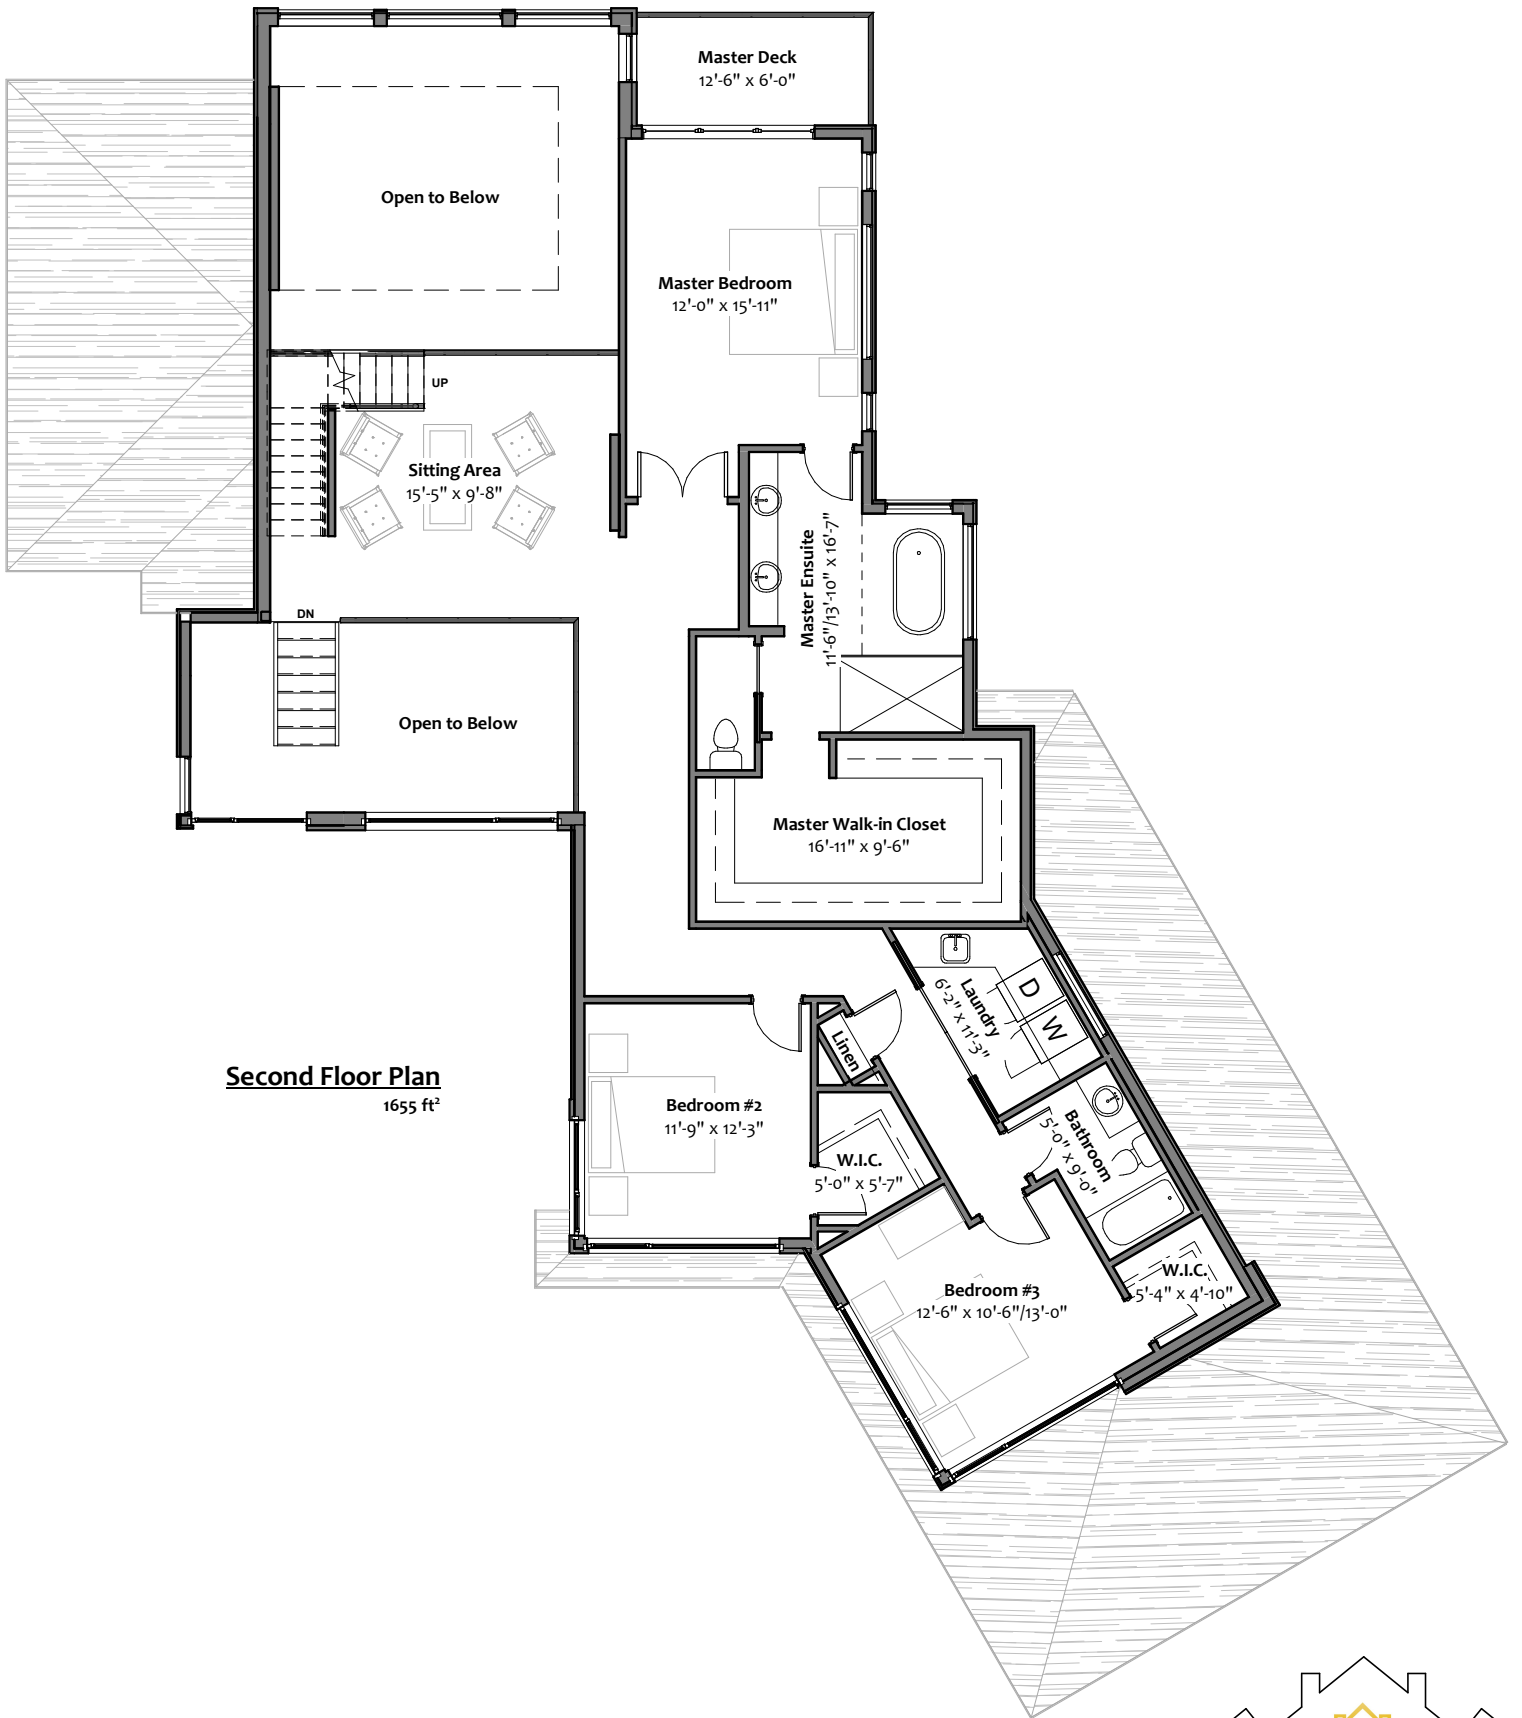 Master Deck
12'-6" x 6'-0"
Open to Below
Master Bedroom
12'-0" x 15'-11"
UP
Sitting Area
15'-5" x 9'-8"
Master Ensuite
11'-6"/13'-10" x 16'-7"
DN
Open to Below
Master Walk-in Closet
16'-11" x 9'-6"
Laundry
6'-2" x 11'-3"
D
W
Linen
Second Floor Plan
1655 ft²
Bedroom #2
11'-9" x 12'-3"
Bathroom
5'-0" x 9'-0"
W.I.C.
5'-0" x 5'-7"
W.I.C.
5'-4" x 4'-10"
Bedroom #3
12'-6" x 10'-6"/13'-0"